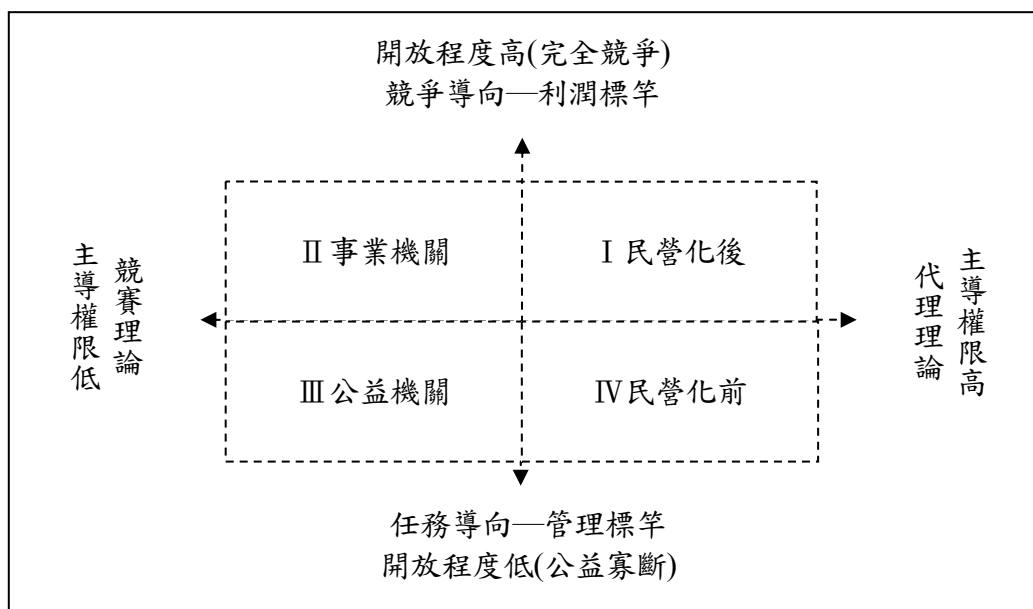 開放程度高(完全競爭)
競爭導向—利潤標竿
Ⅱ事業機關
Ⅰ民營化後
主導權限低
競賽理論
代理理論
主導權限高
Ⅲ公益機關
Ⅳ民營化前
任務導向—管理標竿
開放程度低(公益寡斷)